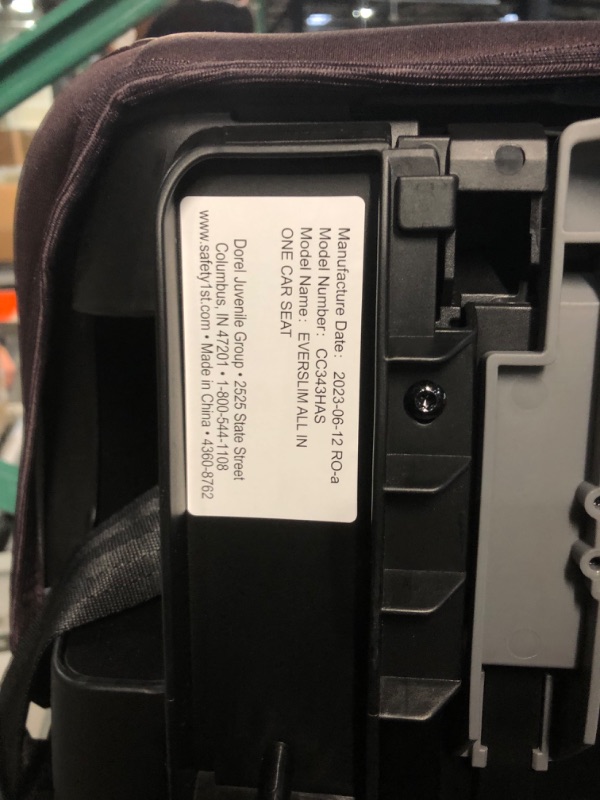 Manufacture Date: 2023-06-12 RO-a
Model Number: CC343HAS
Model Name: EVERSLIM ALL IN
ONE CAR SEAT
Dorel Juvenile Group • 2525 State Street
Columbus, IN 47201 • 1-800-544-1108
www.safety1st.com • Made in China • 4360-8762